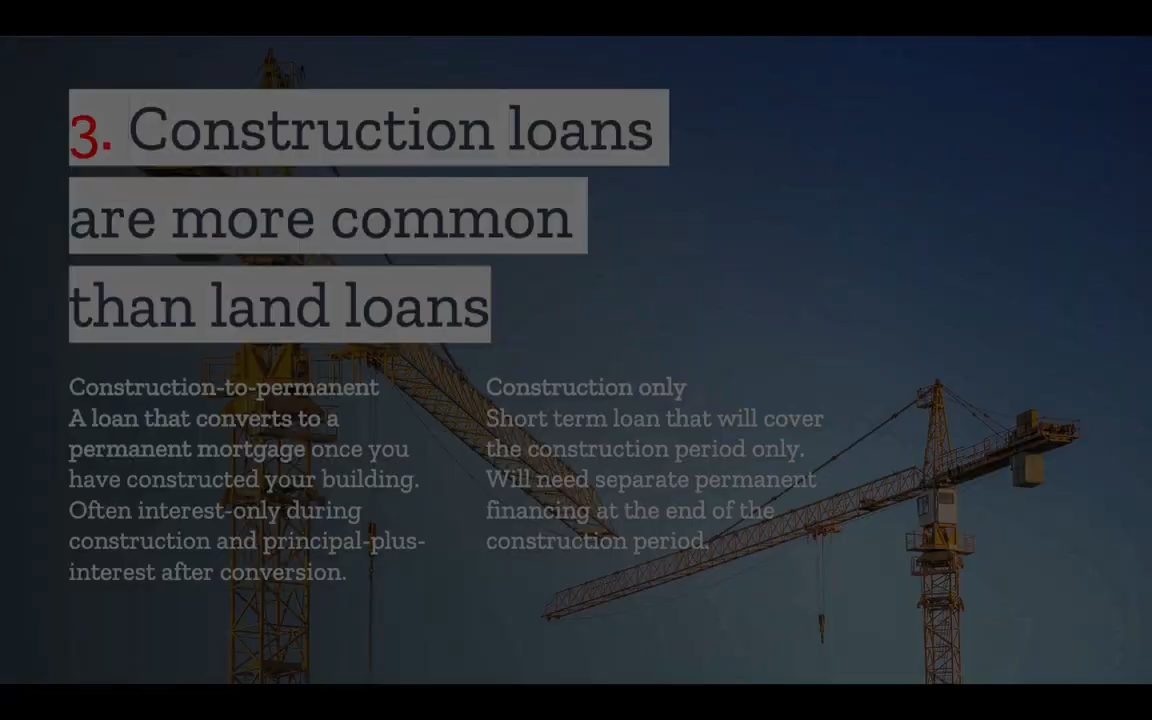 3. Construction loans
are more common
than land loans
Construction-to-permanent
A loan that converts to a
permanent mortgage once you
have constructed your building.
Often interest-only during
construction and principal-plus-
interest after conversion.
Construction only
Short term loan that will cover
the construction period only.
Will need separate permanent
financing at the end of the
construction period.